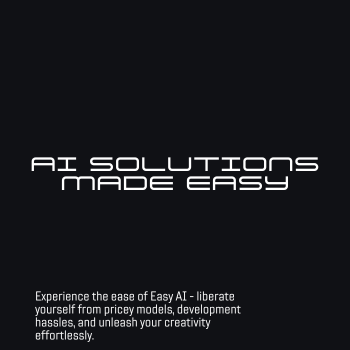 AI SOLUTIONS
MADE EASY
Experience the ease of Easy AI - liberate
yourself from pricey models, development
hassles, and unleash your creativity
effortlessly.